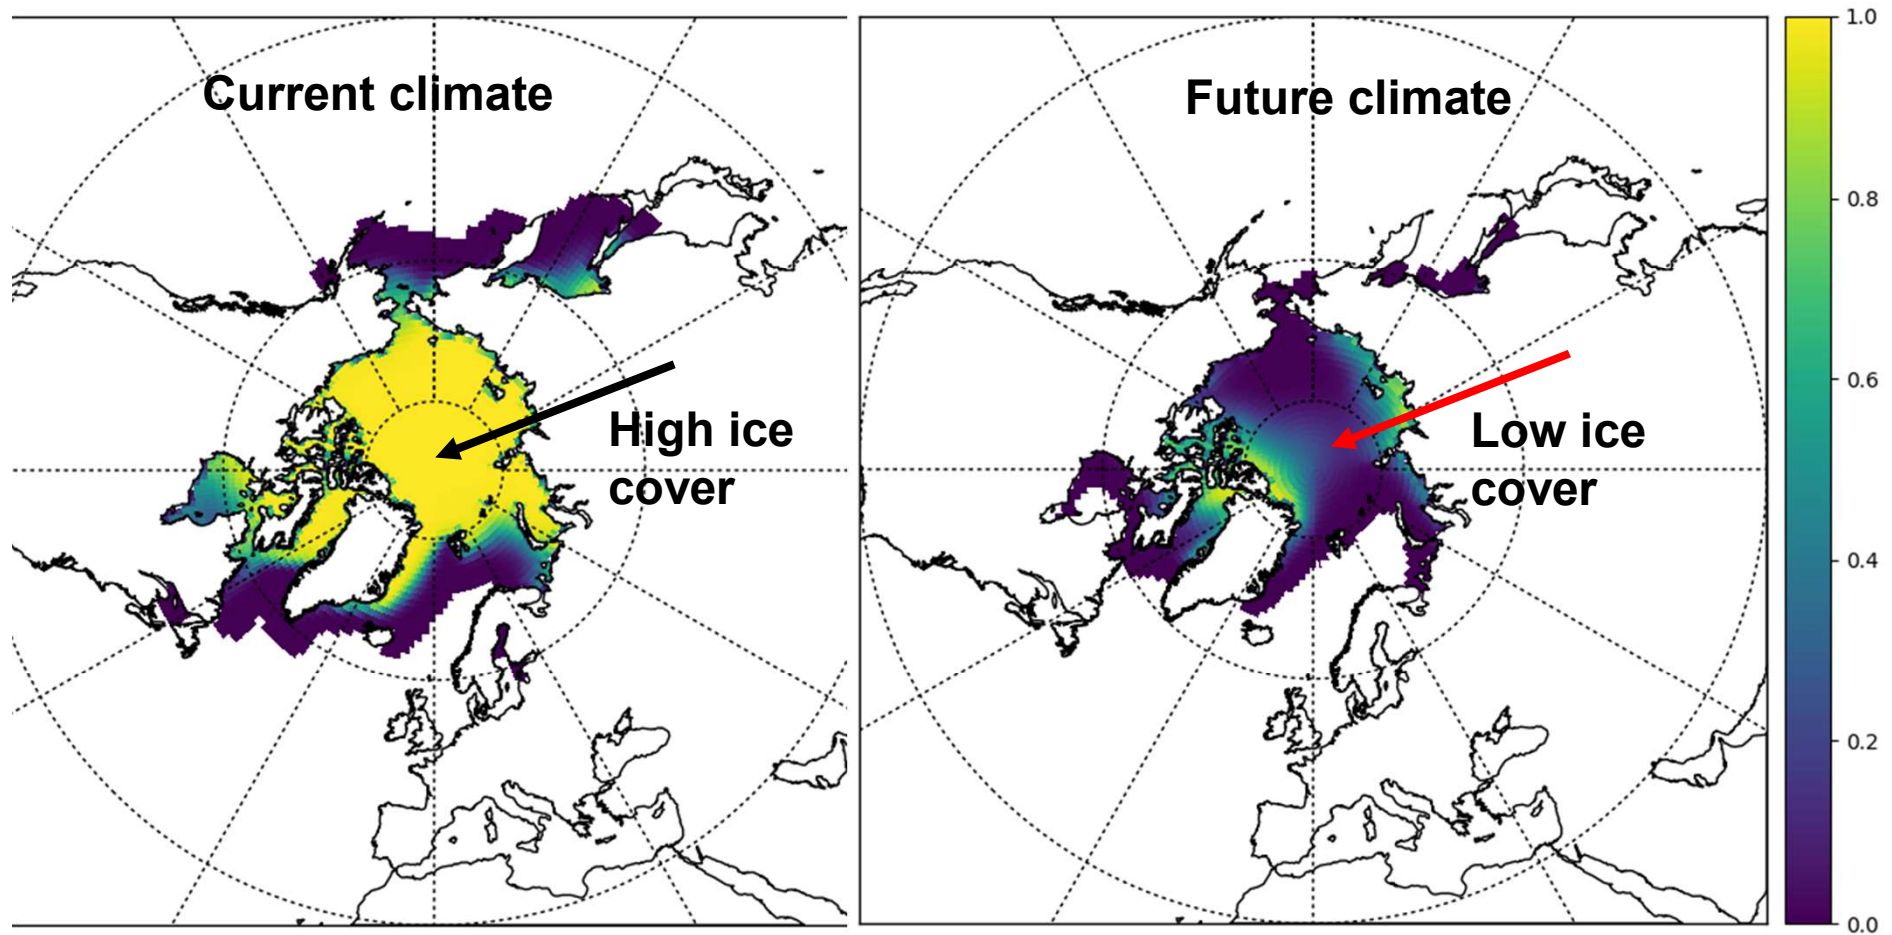 Current climate
High ice
cover
Future climate
Low ice
cover
1.0
0.8
0.6
0.4
0.2
0.0